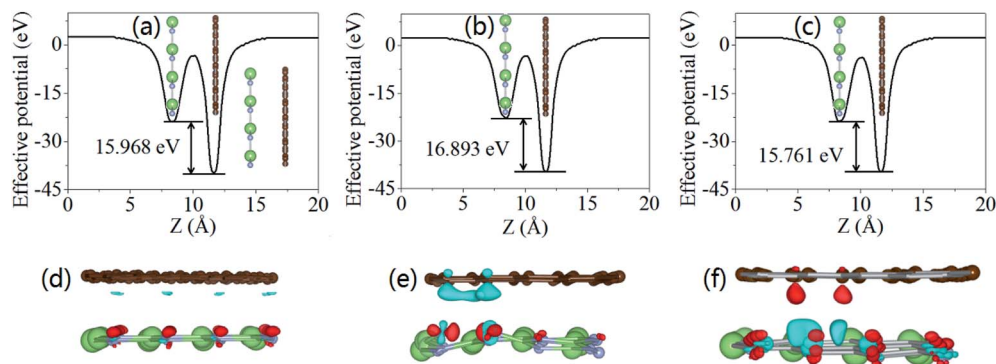 (a)
Effective potential (eV)
0
-15
-30
-45
15.968 eV
0 5 10 15 20
Z (Å)
(b)
Effective potential (eV)
0
-15
-30
-45
16.893 eV
0 5 10 15 20
Z (Å)
(c)
Effective potential (eV)
0
-15
-30
-45
15.761 eV
0 5 10 15 20
Z (Å)
(d)
(e)
(f)